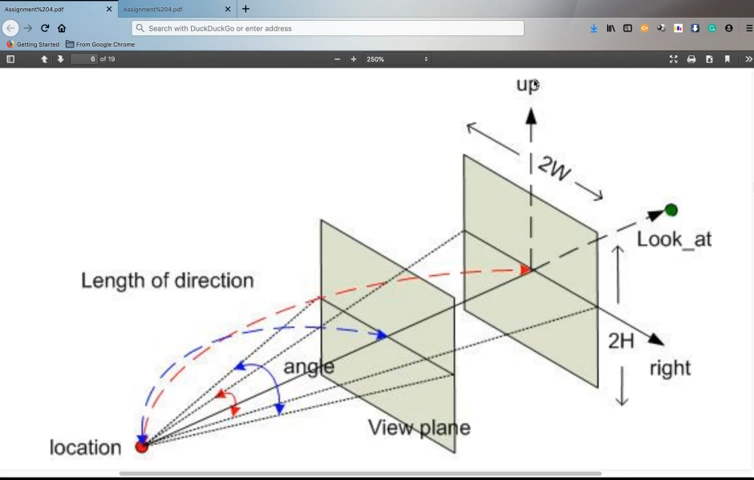 Assignment%204.pdf
Assignment%204.pdf
Search with DuckDuckGo or enter address
Getting Started
From Google Chrome
6 of 19
250%
up
2W
Look_at
Length of direction
2H
angle
right
View plane
location